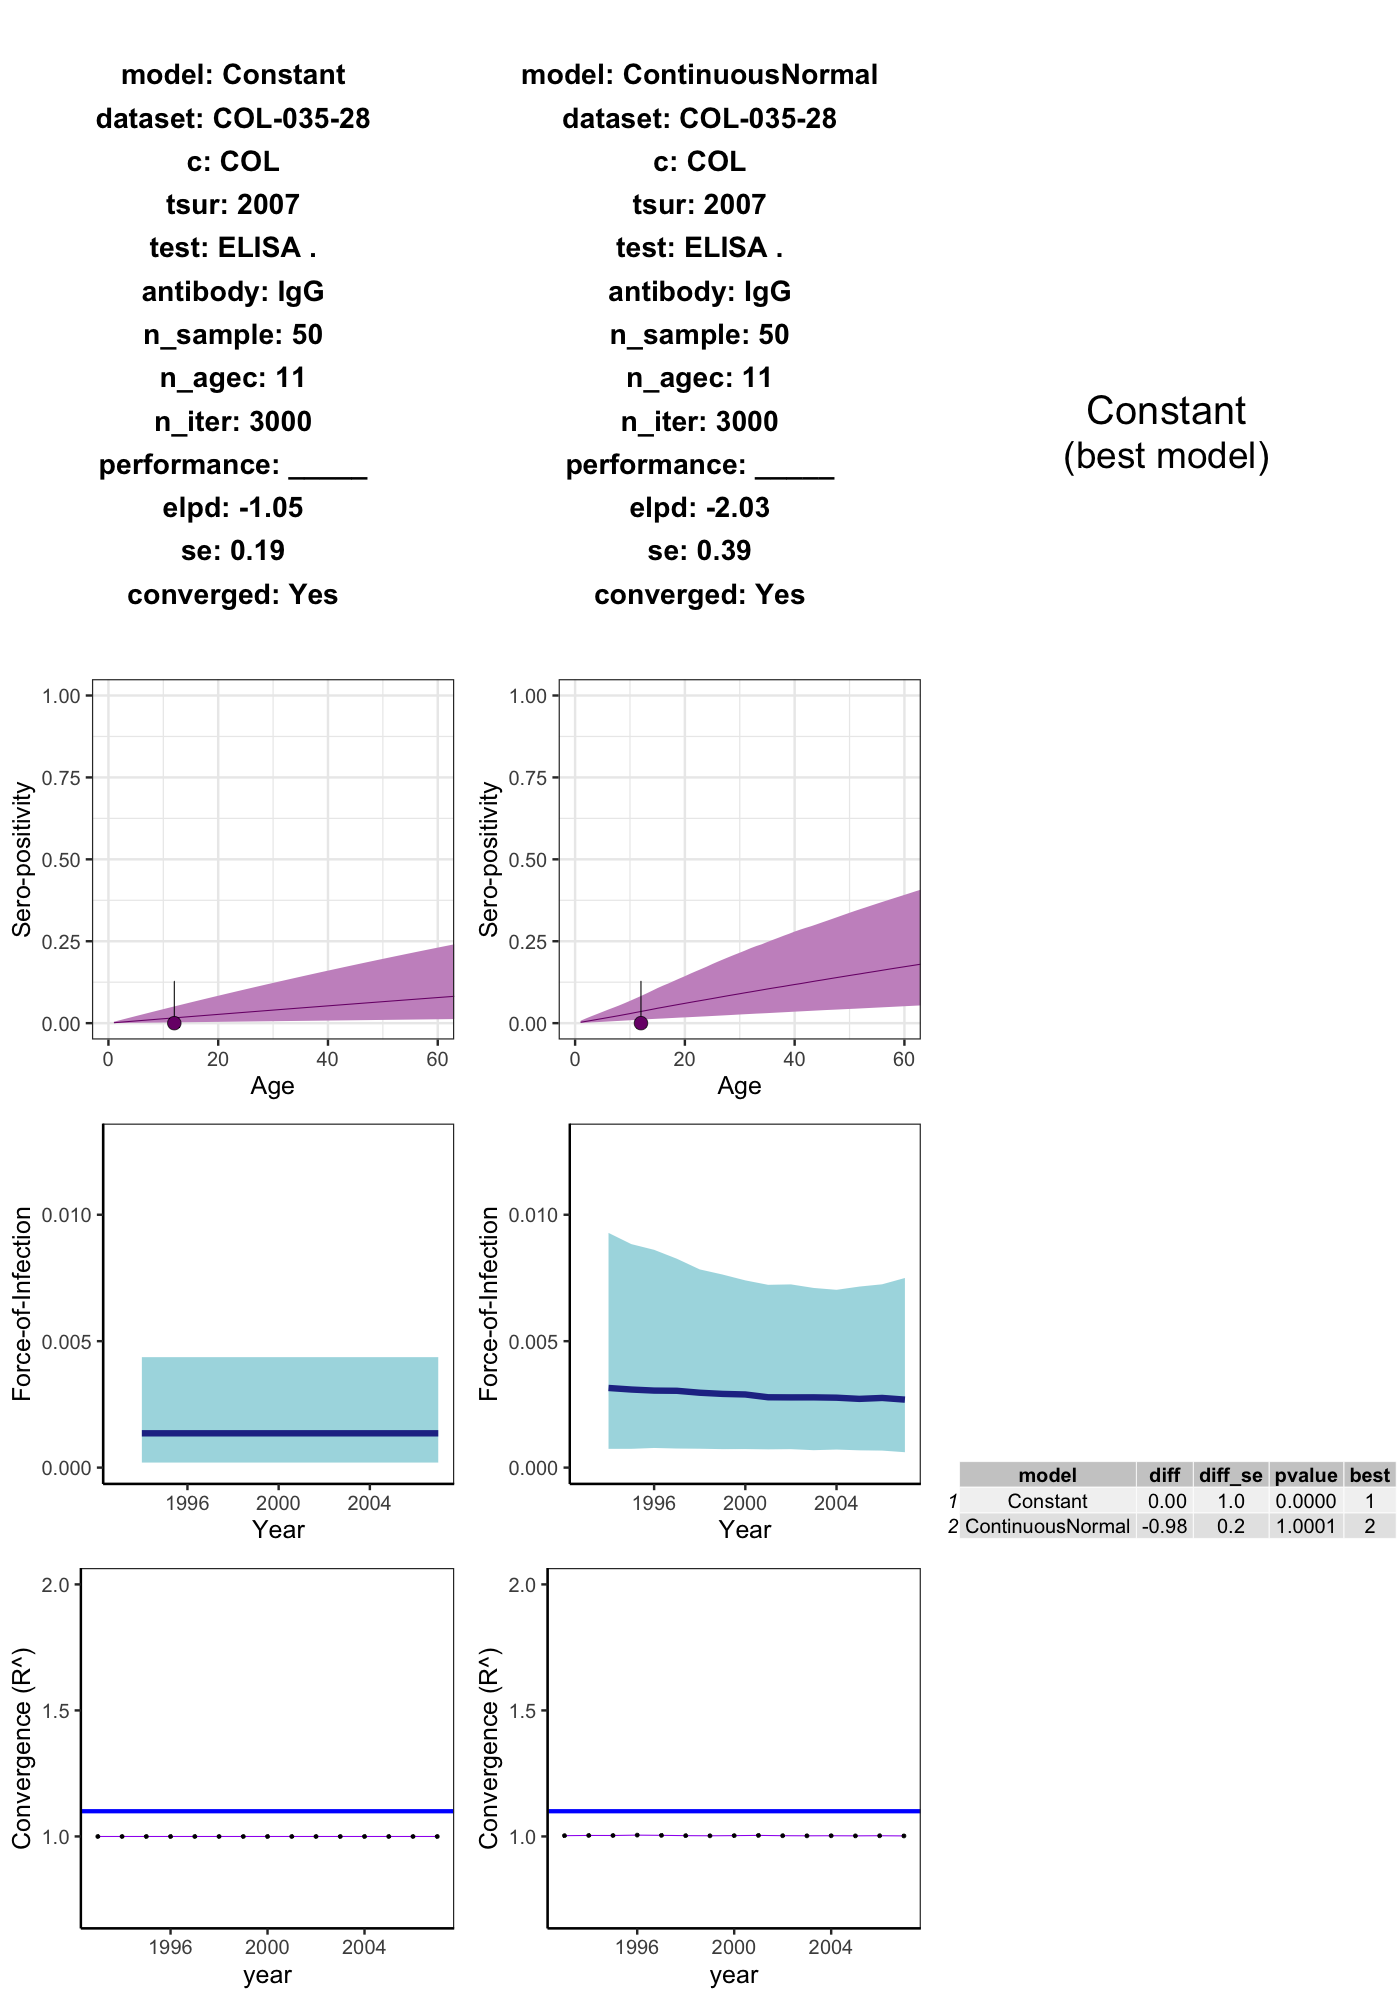 model: Constant
dataset: COL-035-28
c: COL
tsur: 2007
test: ELISA .
antibody: IgG
n_sample: 50
n_agec: 11
n_iter: 3000
performance: _____
elpd: -1.05
se: 0.19
converged: Yes
model: ContinuousNormal
dataset: COL-035-28
c: COL
tsur: 2007
test: ELISA .
antibody: IgG
n_sample: 50
n_agec: 11
n_iter: 3000
performance: _____
elpd: -2.03
se: 0.39
converged: Yes
Constant
(best model)
Sero-positivity
1.00
0.75
0.50
0.25
0.00
0 20 40 60
Age
Sero-positivity
1.00
0.75
0.50
0.25
0.00
0 20 40 60
Age
Force-of-Infection
0.010
0.005
0.000
1996 2000 2004
Year
Force-of-Infection
0.010
0.005
0.000
1996 2000 2004
Year
model diff diff_se pvalue best
1 Constant 0.00 1.0 0.0000 1
2 ContinuousNormal -0.98 0.2 1.0001 2
Convergence (R^)
2.0
1.5
1.0
1996 2000 2004
year
Convergence (R^)
2.0
1.5
1.0
1996 2000 2004
year